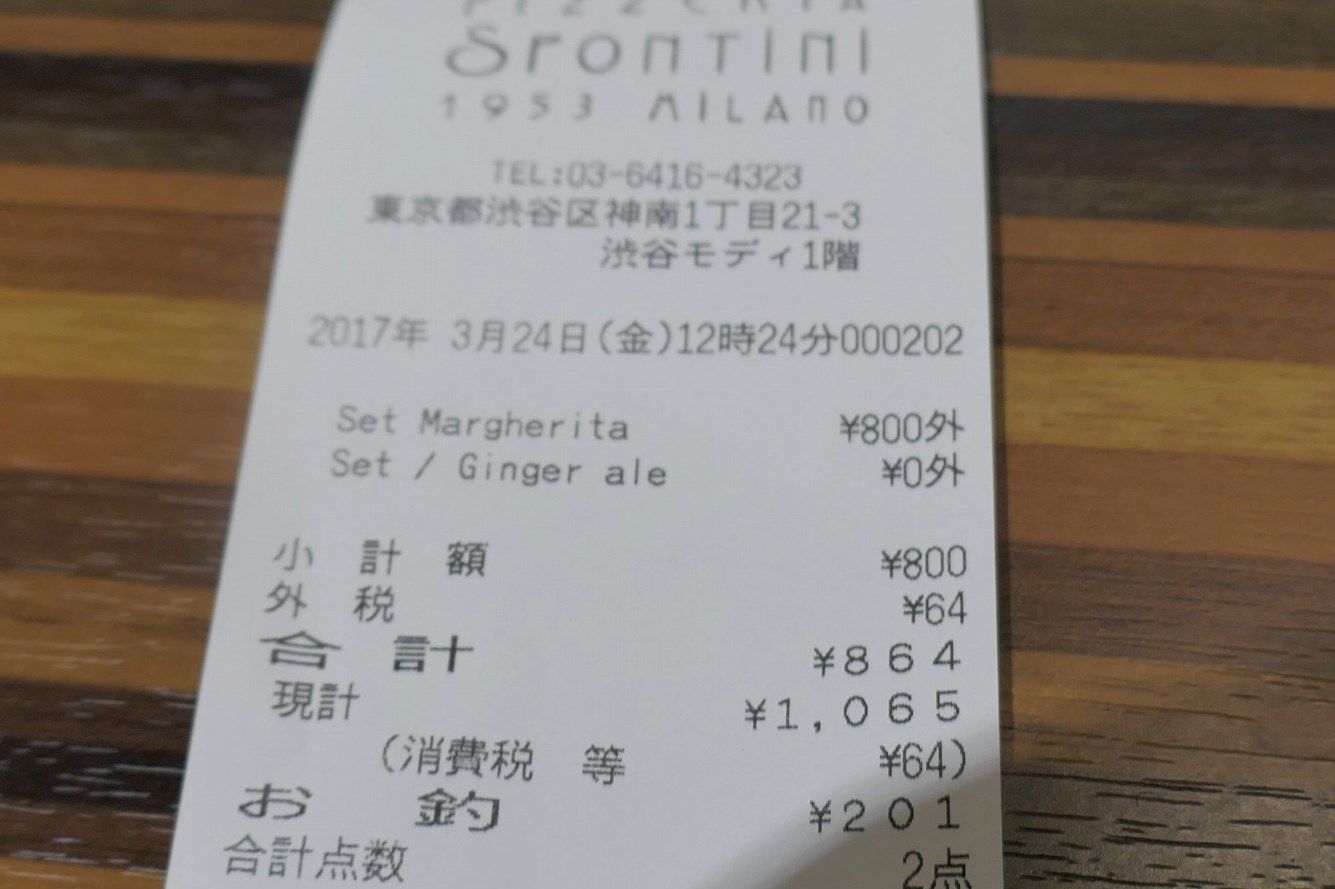 PIZZERIA
Spontini
1953 MILANO
TEL:03-6416-4323
東京都渋谷区神南1丁目21-3
渋谷モディ1階
2017年 3月24日(金)12時24分000202
Set Margherita ¥800外
Set / Ginger ale ¥0外
小 計 額 ¥800
外 税 ¥64
合 計 ¥864
現計 ¥1,065
(消費税 等 ¥64)
お 釣 ¥201
合計点数 2点